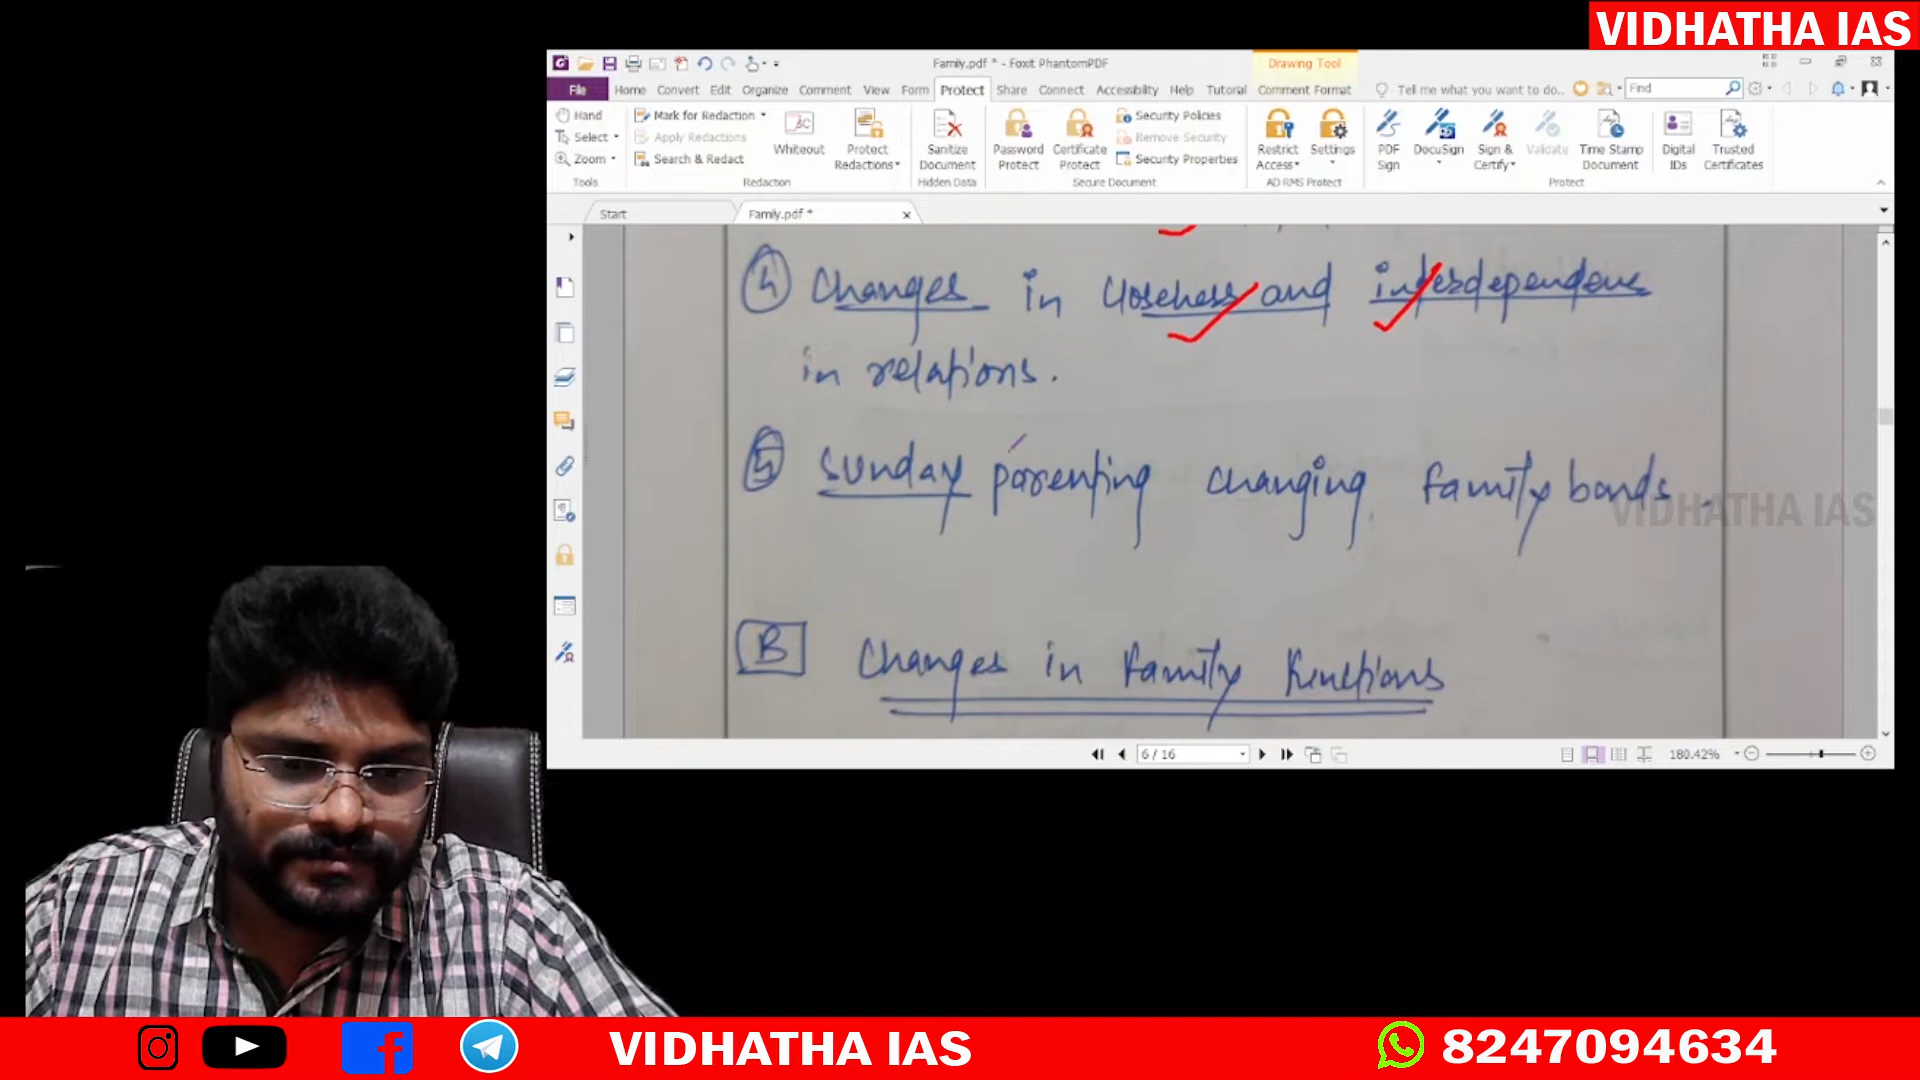 VIDHATHA IAS
Family.pdf * - Foxit PhantomPDF
Drawing Tool
File Home Convert Edit Organize Comment View Form Protect Share Connect Accessibility Help Tutorial Comment Format Tell me what you want to do.. Find
Hand
Select
Zoom
Tools
Mark for Redaction
Apply Redactions
Search & Redact
Whiteout
Protect Redactions
Redaction
Sanitize Document
Hidden Data
Password Protect
Certificate Protect
Security Policies
Remove Security
Security Properties
Secure Document
Restrict Access
Settings
AD RMS Protect
PDF Sign
DocuSign
Sign & Certify
Validate
Time Stamp Document
Digital IDs
Trusted Certificates
Protect
Start
Family.pdf *
4 Changes in closeness and interdependence
in relations.
5 Sunday parenting changing family bonds
VIDHATHA IAS
B Changes in Family Functions
6 / 16
180.42%
VIDHATHA IAS
8247094634